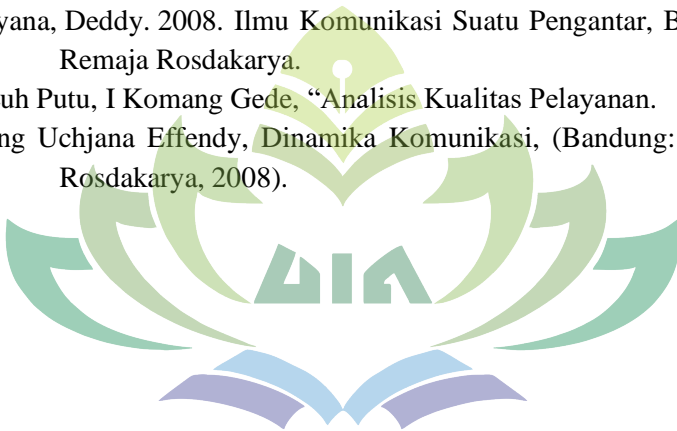 yana, Deddy. 2008. Ilmu Komunikasi Suatu Pengantar, B
Remaja Rosdakarya.
uh Putu, I Komang Gede, “Analisis Kualitas Pelayanan.
ng Uchjana Effendy, Dinamika Komunikasi, (Bandung:
Rosdakarya, 2008).
UIN